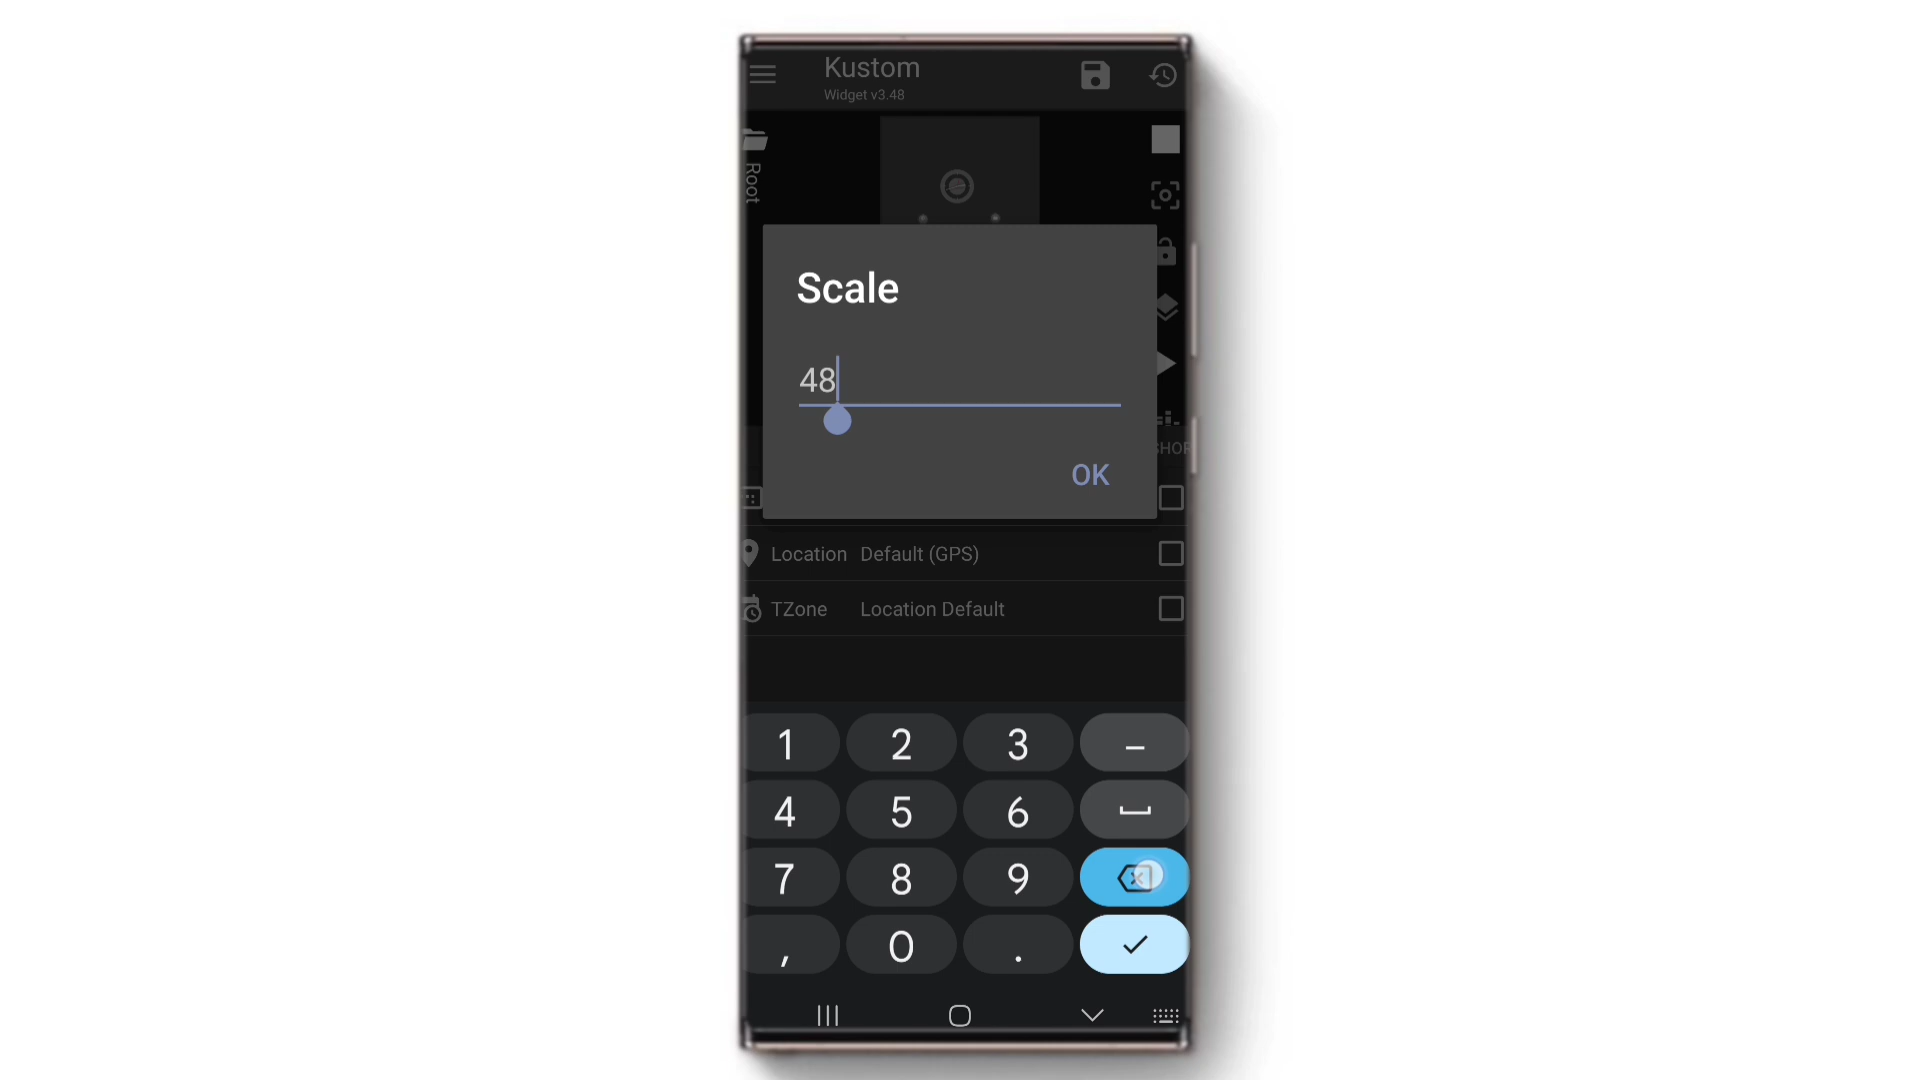 Kustom
Widget v3.48
Root
Scale
48
OK
Location Default (GPS)
TZone Location Default
1 2 3 –
4 5 6
7 8 9
, 0 .